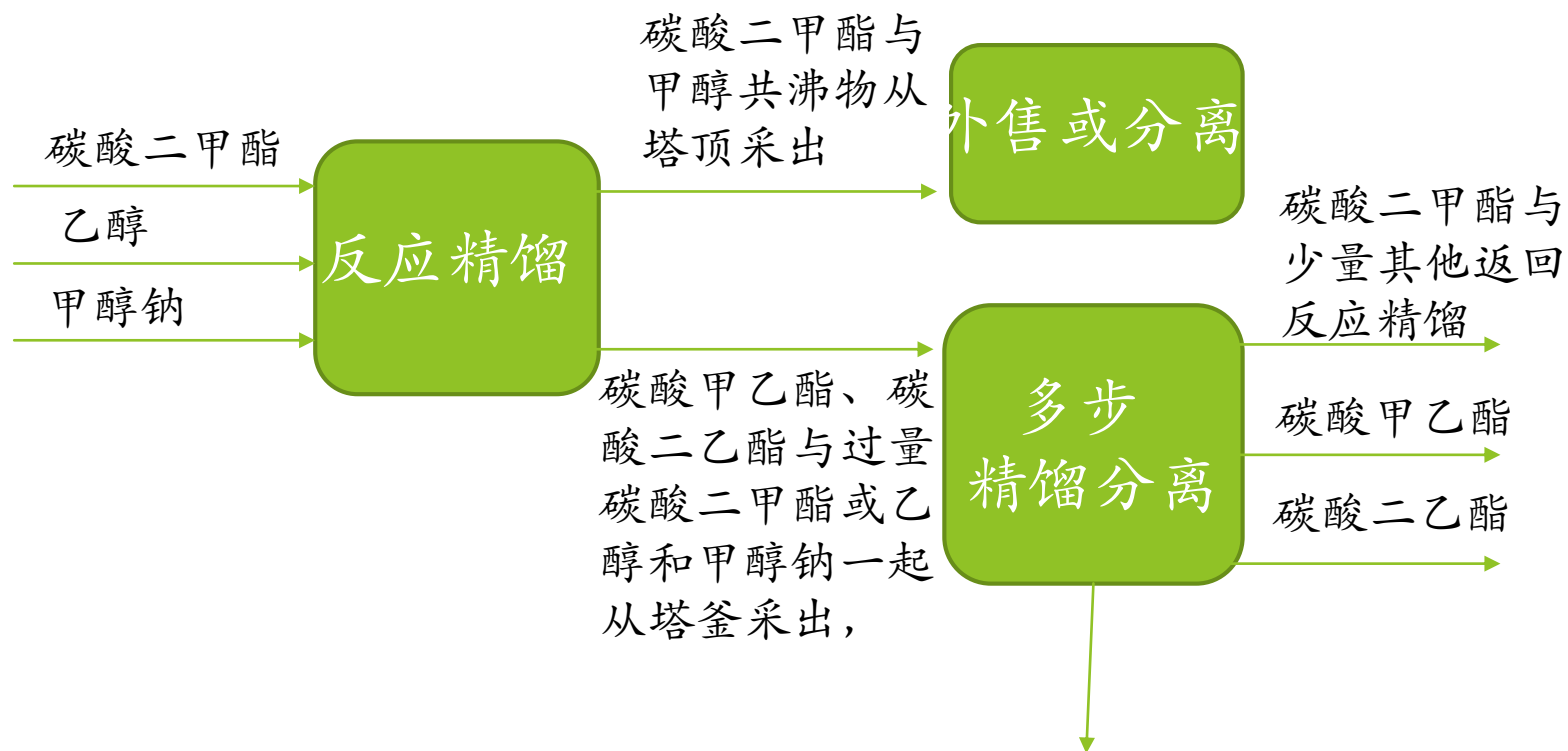 碳酸二甲酯
乙醇
甲醇钠
反应精馏
碳酸二甲酯与
甲醇共沸物从
塔顶采出
外售或分离
碳酸甲乙酯、碳
酸二乙酯与过量
碳酸二甲酯或乙
醇和甲醇钠一起
从塔釜采出，
多步
精馏分离
碳酸二甲酯与
少量其他返回
反应精馏
碳酸甲乙酯
碳酸二乙酯